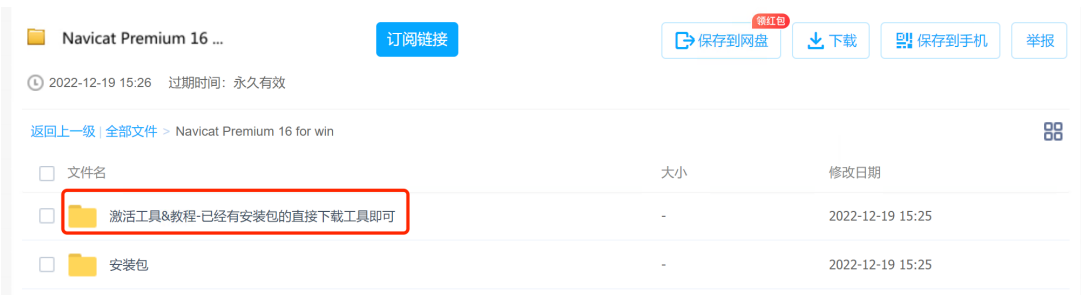 领红包
Navicat Premium 16 ... 订阅链接 保存到网盘 下载 保存到手机 举报
2022-12-19 15:26 过期时间：永久有效
返回上一级 | 全部文件 > Navicat Premium 16 for win
文件名 大小 修改日期
激活工具&教程-已经有安装包的直接下载工具即可 - 2022-12-19 15:25
安装包 - 2022-12-19 15:25